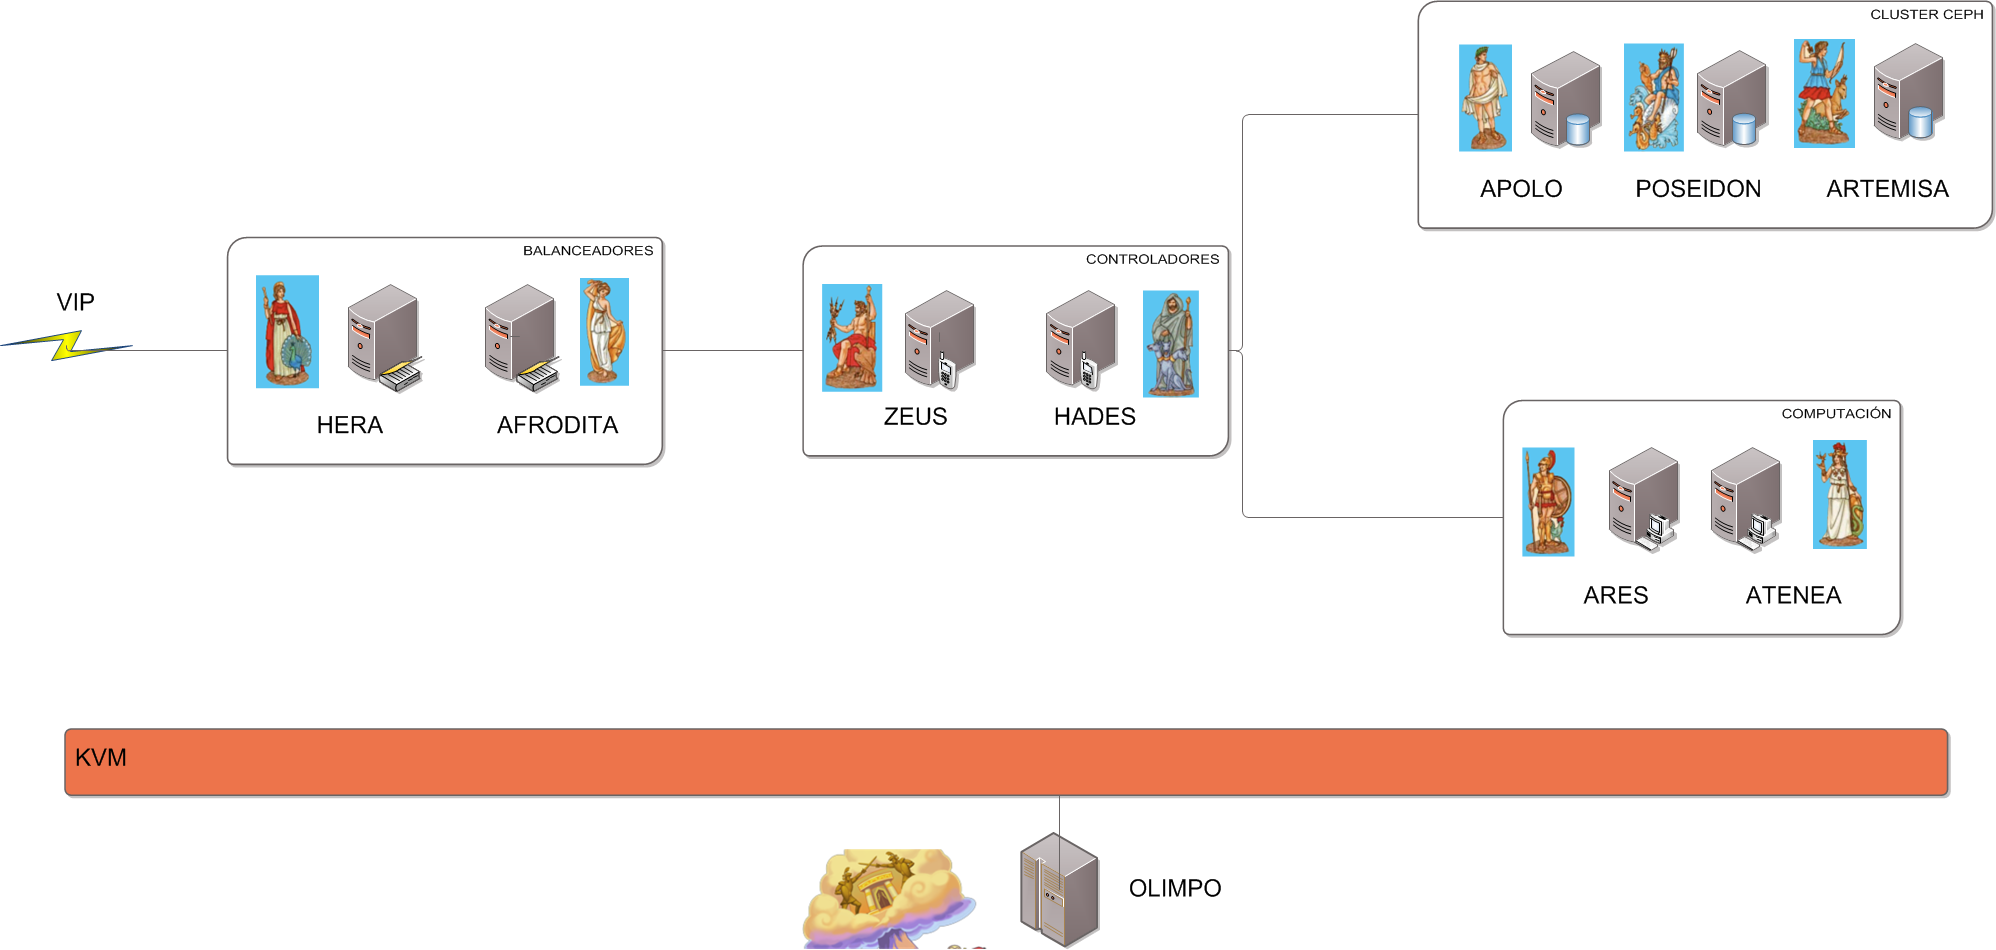 CLUSTER CEPH
APOLO
POSEIDON
ARTEMISA
BALANCEADORES
VIP
HERA
AFRODITA
CONTROLADORES
ZEUS
HADES
COMPUTACIÓN
ARES
ATENEA
KVM
OLIMPO